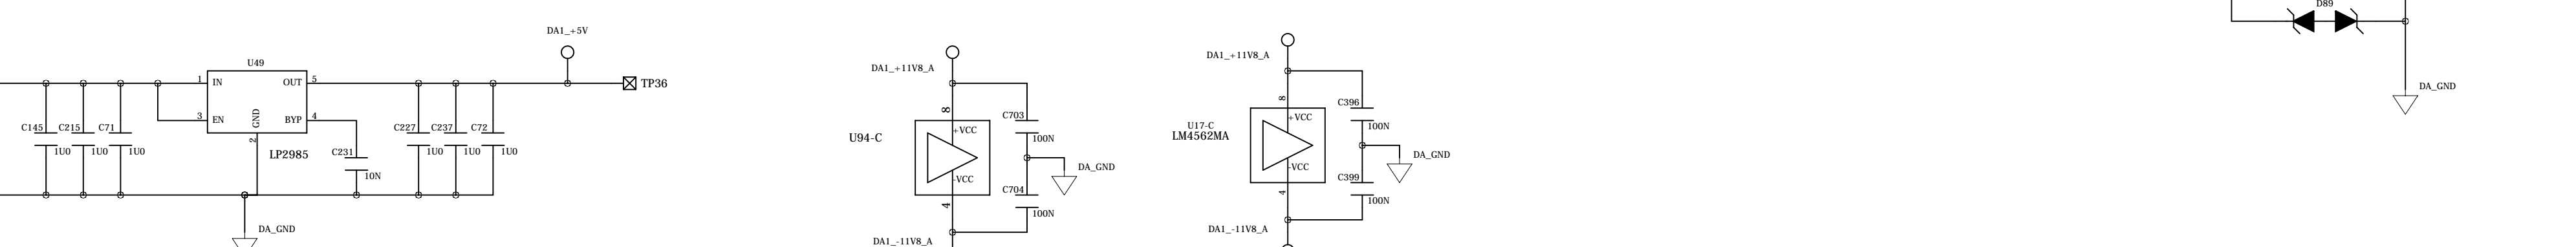 D89
DA_GND
DA1_+5V
U49
1
IN
OUT
5
TP36
3
EN
GND
BYP
4
2
LP2985
C145
1U0
C215
1U0
C71
1U0
C231
10N
C227
1U0
C237
1U0
C72
1U0
DA_GND
DA1_+11V8_A
8
C703
100N
U94-C
+VCC
-VCC
DA_GND
C704
100N
4
DA1_-11V8_A
DA1_+11V8_A
8
C396
100N
U17-C
LM4562MA
+VCC
-VCC
DA_GND
C399
100N
4
DA1_-11V8_A